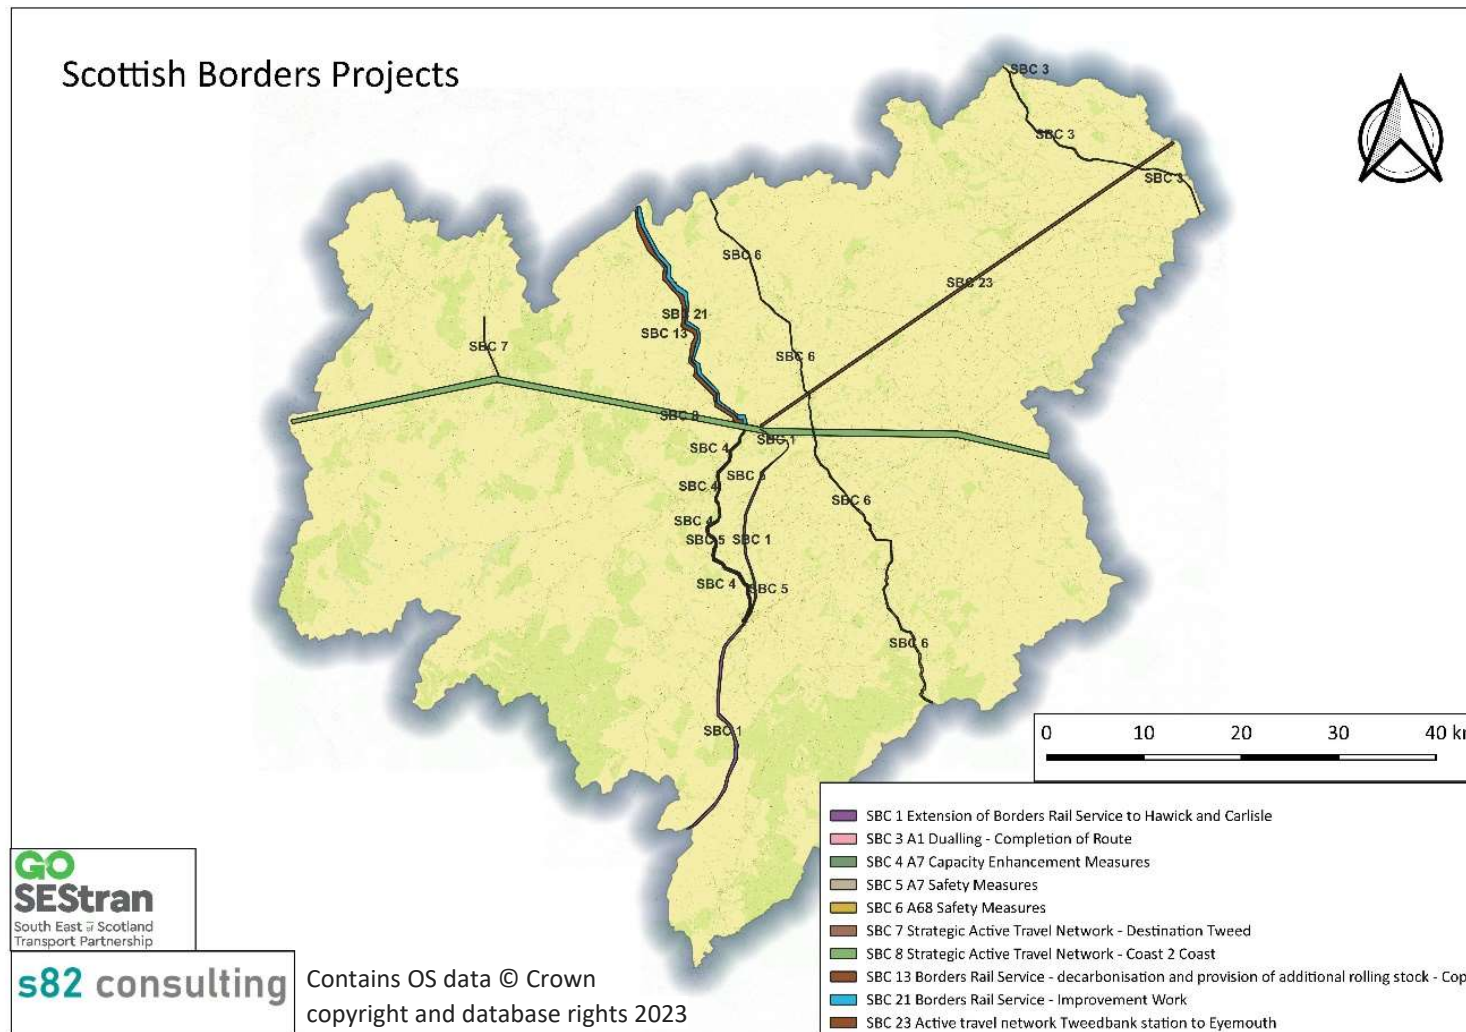 Scottish Borders Projects
SBC 3
SBC 3
SBC 3
SBC 6
SBC 23
SBC 21
SBC 13
SBC 7
SBC 6
SBC 8
SBC 1
SBC 4
SBC 5
SBC 4
SBC 6
SBC 4
SBC 5
SBC 1
SBC 4
SBC 5
SBC 6
SBC 1
0 10 20 30 40 km
SBC 1 Extension of Borders Rail Service to Hawick and Carlisle
SBC 3 A1 Dualling - Completion of Route
SBC 4 A7 Capacity Enhancement Measures
SBC 5 A7 Safety Measures
SBC 6 A68 Safety Measures
SBC 7 Strategic Active Travel Network - Destination Tweed
SBC 8 Strategic Active Travel Network - Coast 2 Coast
SBC 13 Borders Rail Service - decarbonisation and provision of additional rolling stock - Cop
SBC 21 Borders Rail Service - Improvement Work
SBC 23 Active travel network Tweedbank station to Eyemouth
GO
SEStran
South East of Scotland
Transport Partnership
s82 consulting
Contains OS data © Crown
copyright and database rights 2023